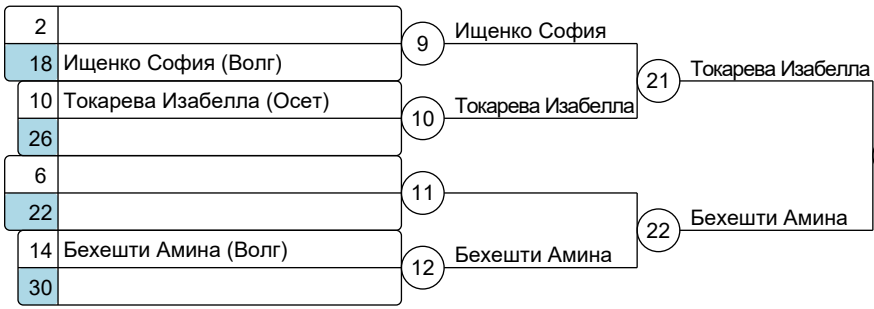 2
9
Ищенко София
18 Ищенко София (Волг)
21
Токарева Изабелла
10 Токарева Изабелла (Осет)
10
Токарева Изабелла
26
6
11
22
22
Бехешти Амина
14 Бехешти Амина (Волг)
12
Бехешти Амина
30